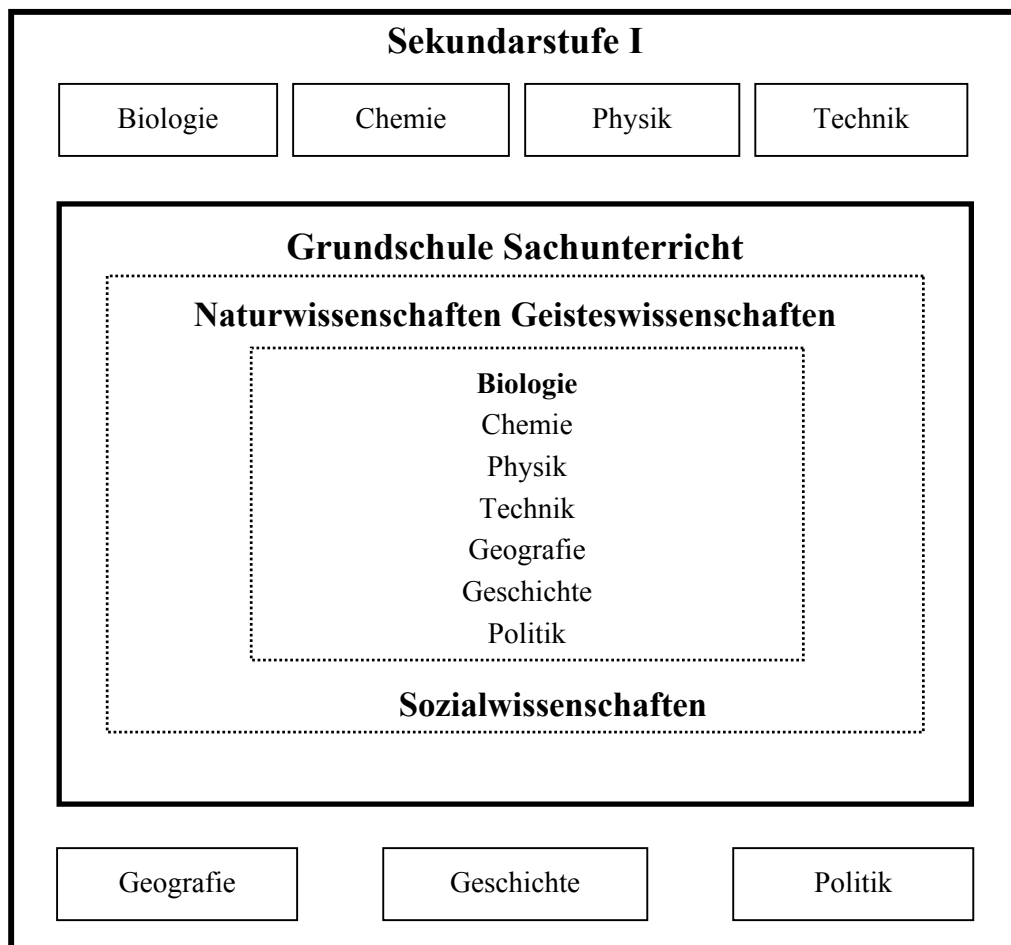 Sekundarstufe I
Biologie Chemie Physik Technik
Grundschule Sachunterricht
Naturwissenschaften Geisteswissenschaften
Biologie
Chemie
Physik
Technik
Geografie
Geschichte
Politik
Sozialwissenschaften
Geografie Geschichte Politik